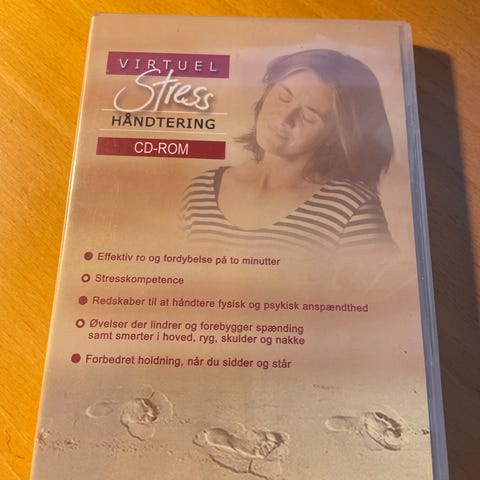 VIRTUEL
Stress
HÅNDTERING
CD-ROM
Effektiv ro og fordybelse på to minutter
Stresskompetence
Redskaber til at håndtere fysisk og psykisk anspændthed
Øvelser der lindrer og forebygger spænding
samt smerter i hoved, ryg, skulder og nakke
Forbedret holdning, når du sidder og står